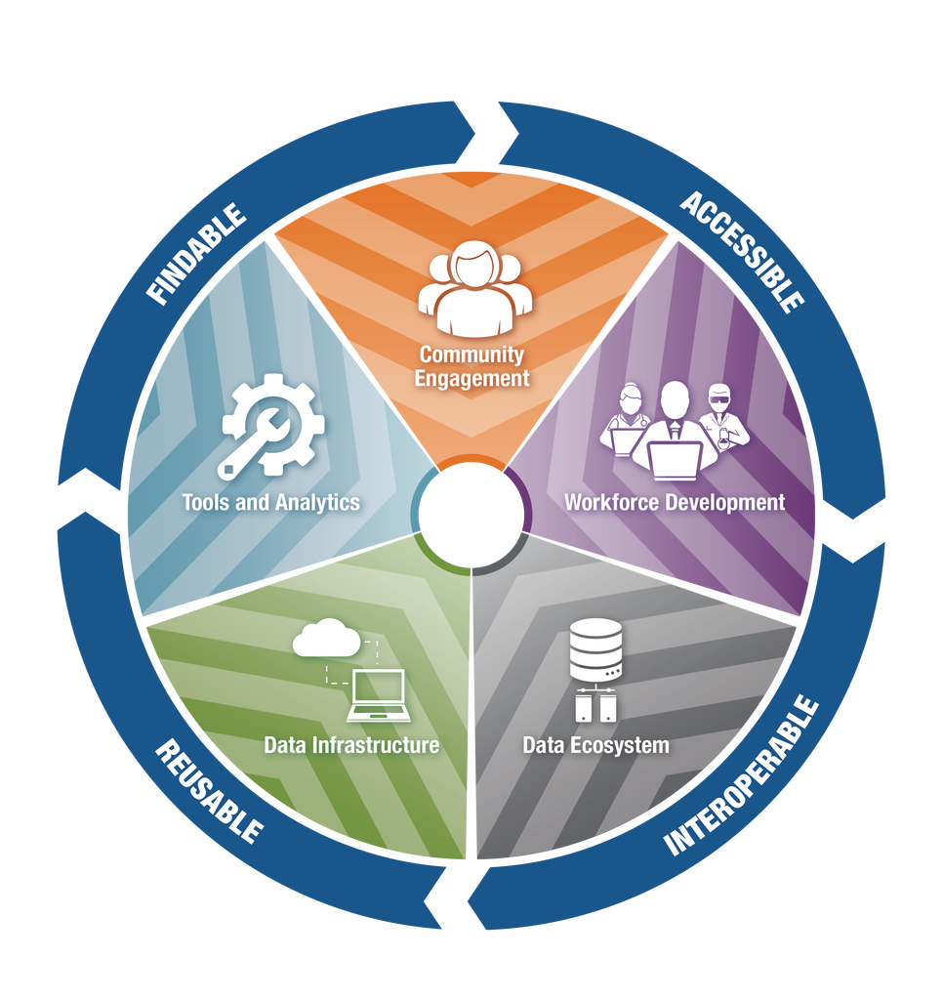 FINDABLE
ACCESSIBLE
Community
Engagement
Tools and Analytics
Workforce Development
Data Infrastructure
Data Ecosystem
REUSABLE
INTEROPERABLE